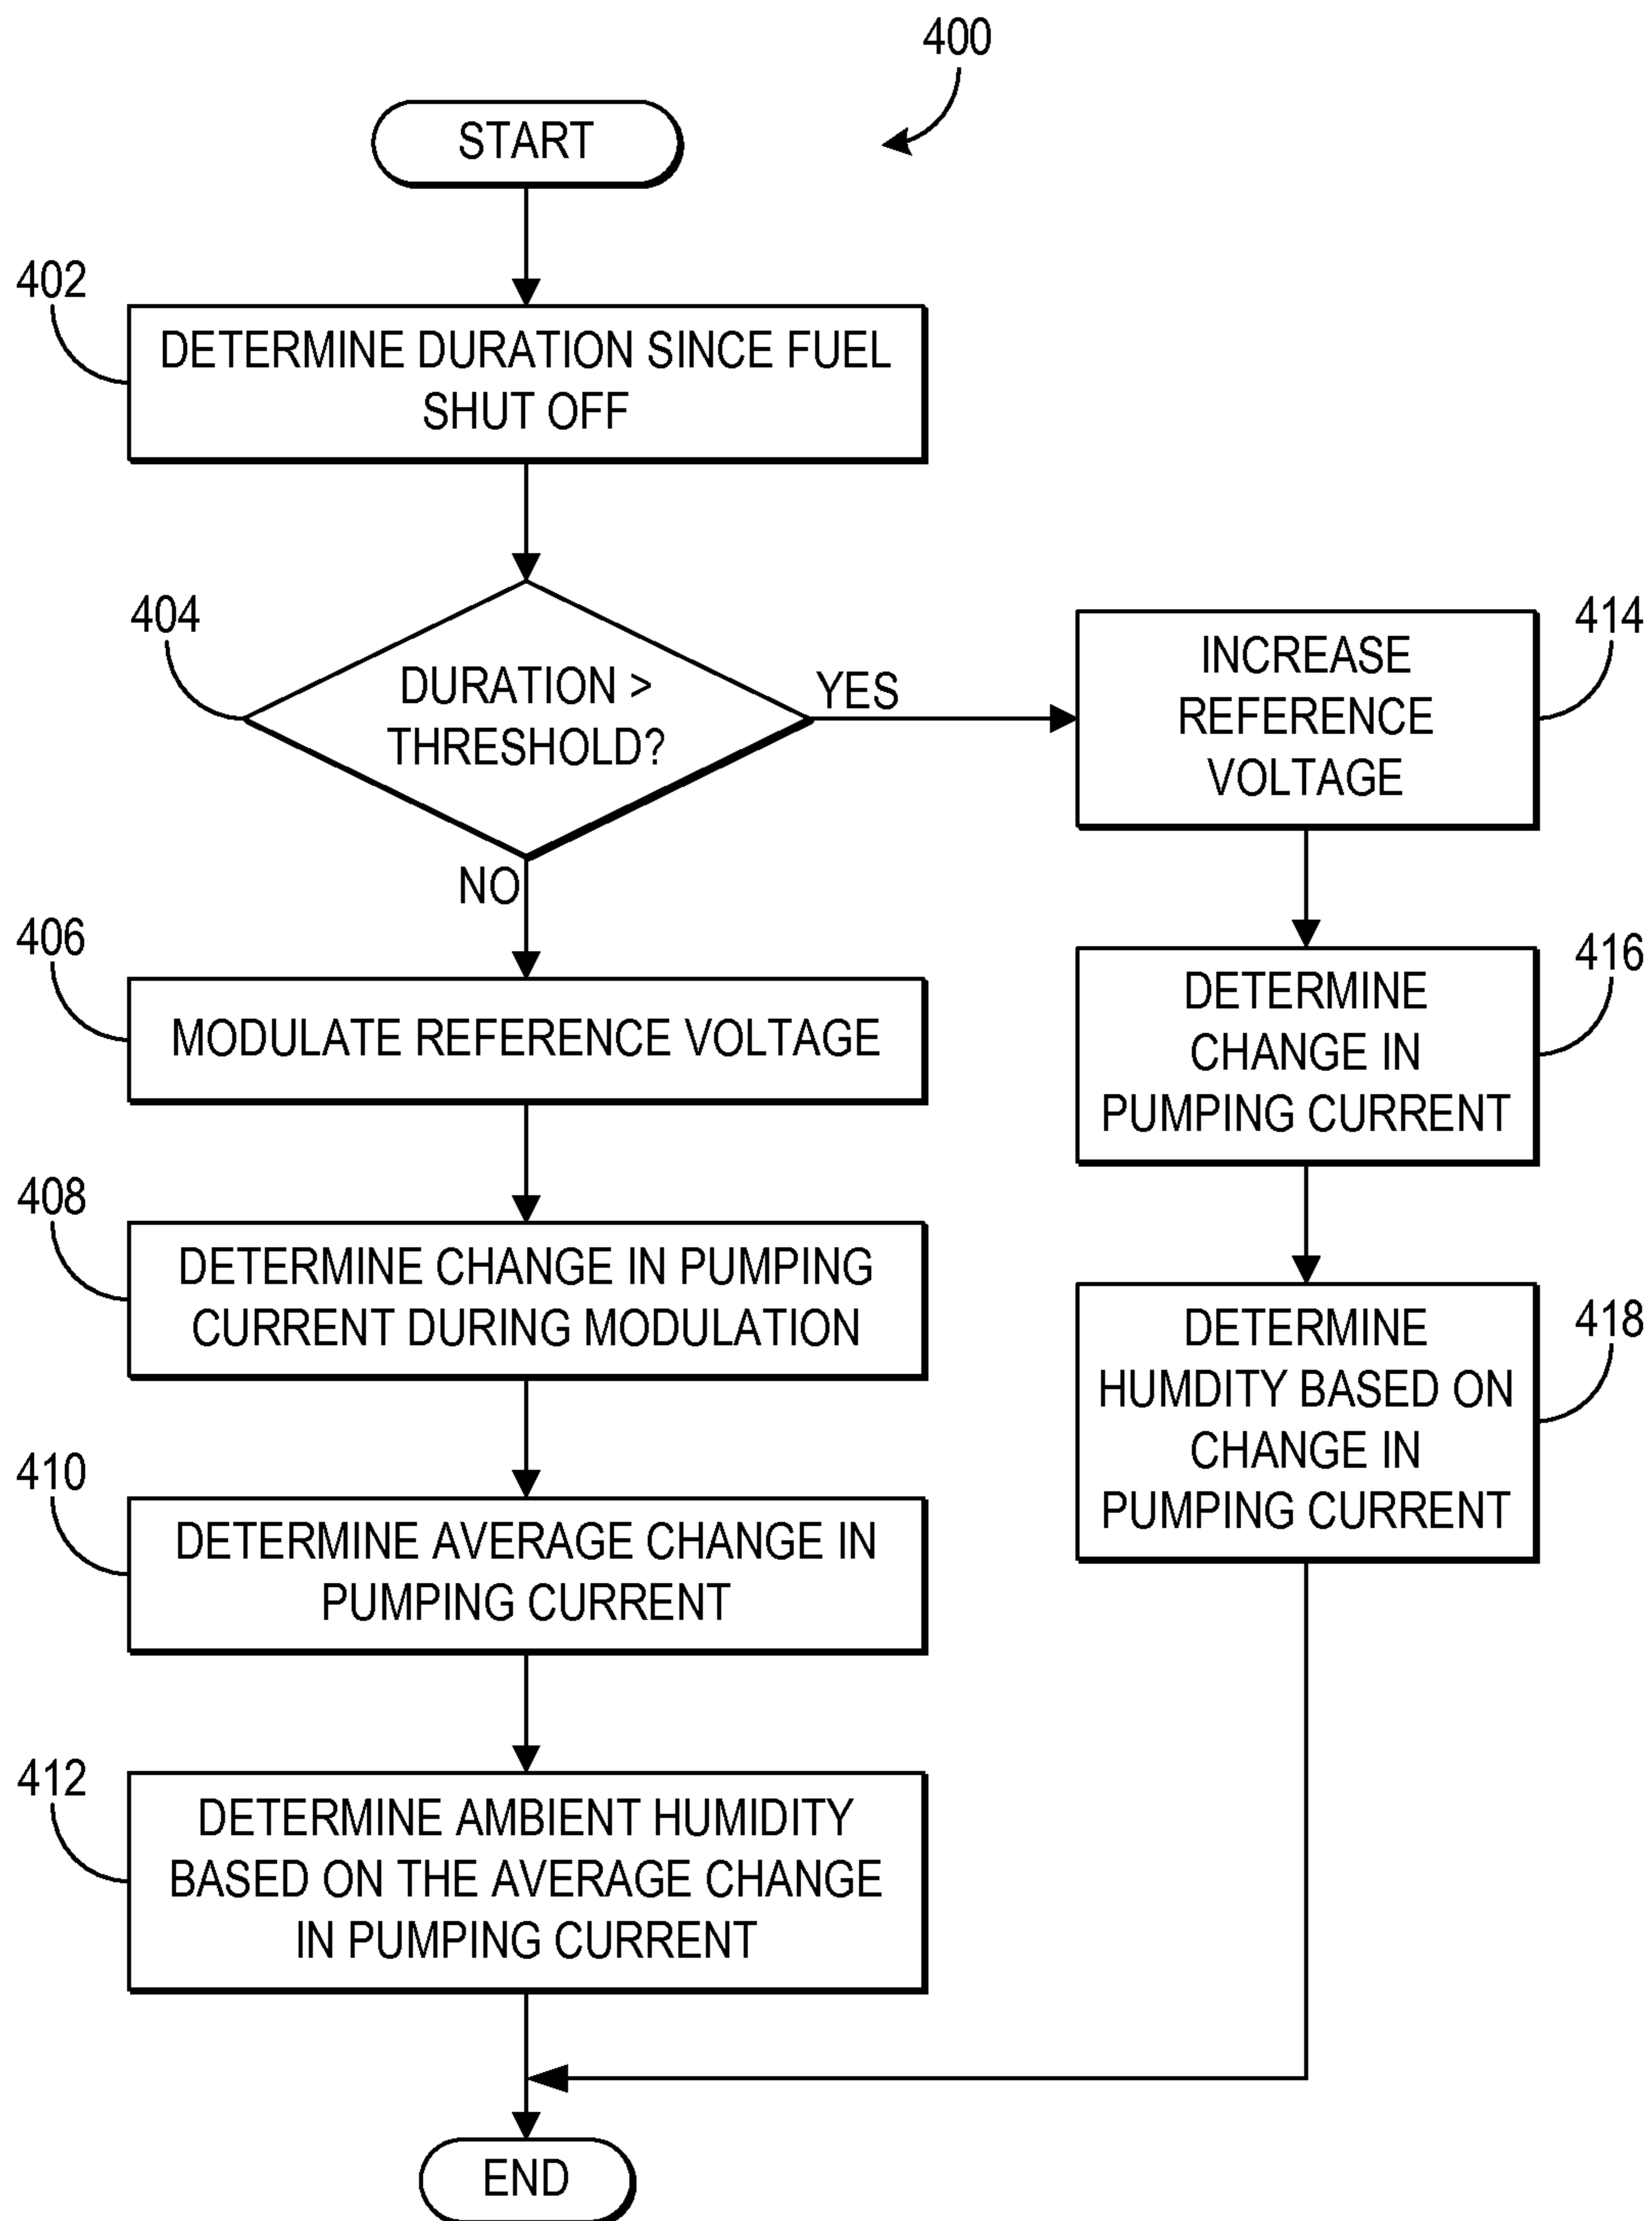 400
START
402
DETERMINE DURATION SINCE FUEL
SHUT OFF
404
DURATION >
THRESHOLD?
YES
NO
406
MODULATE REFERENCE VOLTAGE
408
DETERMINE CHANGE IN PUMPING
CURRENT DURING MODULATION
410
DETERMINE AVERAGE CHANGE IN
PUMPING CURRENT
412
DETERMINE AMBIENT HUMIDITY
BASED ON THE AVERAGE CHANGE
IN PUMPING CURRENT
414
INCREASE
REFERENCE
VOLTAGE
416
DETERMINE
CHANGE IN
PUMPING CURRENT
418
DETERMINE
HUMDITY BASED ON
CHANGE IN
PUMPING CURRENT
END